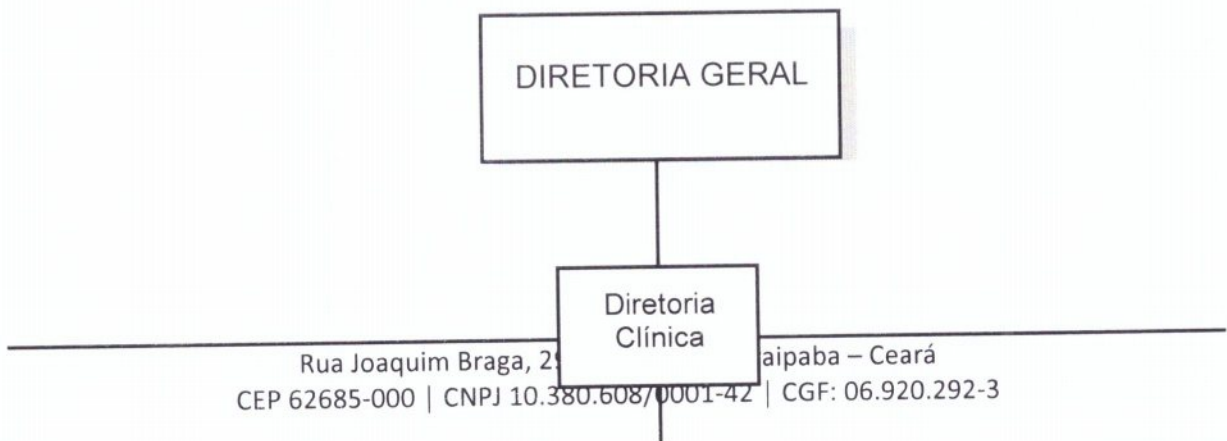 DIRETORIA GERAL
Diretoria
Clínica
Rua Joaquim Braga, aipaba – Ceará
CEP 62685-000 | CNPJ 10.380.608/0001-42 | CGF: 06.920.292-3